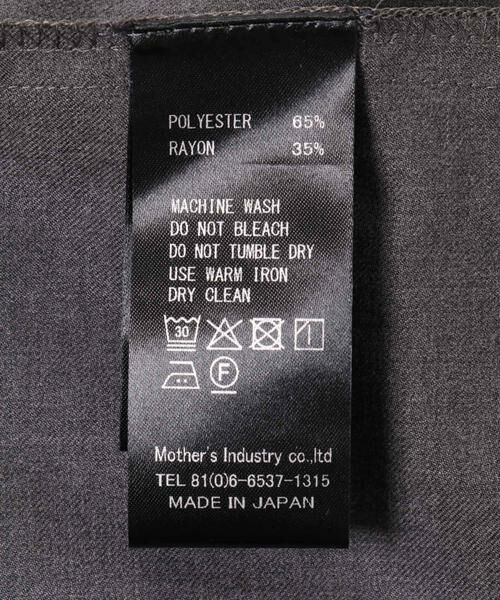 POLYESTER 65%
RAYON 35%
MACHINE WASH
DO NOT BLEACH
DO NOT TUMBLE DRY
USE WARM IRON
DRY CLEAN
30
F
Mother's Industry co.,ltd
TEL 81(0)6-6537-1315
MADE IN JAPAN